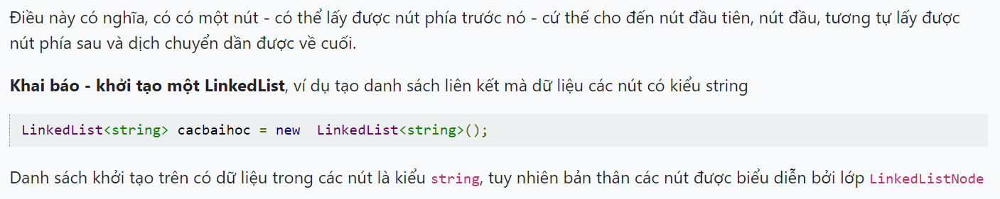 Điều này có nghĩa, có có một nút - có thể lấy được nút phía trước nó - cứ thế cho đến nút đầu tiên, nút đầu, tương tự lấy được
nút phía sau và dịch chuyển dần được về cuối.
Khai báo - khởi tạo một LinkedList, ví dụ tạo danh sách liên kết mà dữ liệu các nút có kiểu string
LinkedList<string> cacbaihoc = new  LinkedList<string>();
Danh sách khởi tạo trên có dữ liệu trong các nút là kiểu string, tuy nhiên bản thân các nút được biểu diễn bởi lớp LinkedListNode